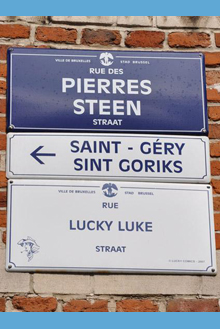 VILLE DE BRUXELLES STAD BRUSSEL
RUE DES
PIERRES
STEEN
STRAAT
SAINT - GÉRY
SINT GORIKS
VILLE DE BRUXELLES STAD BRUSSEL
RUE
LUCKY LUKE
STRAAT